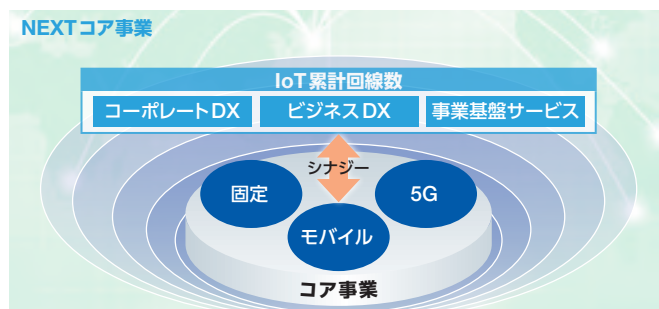 NEXTコア事業
IoT累計回線数
コーポレートDX ビジネスDX 事業基盤サービス
シナジー
固定 5G
モバイル
コア事業